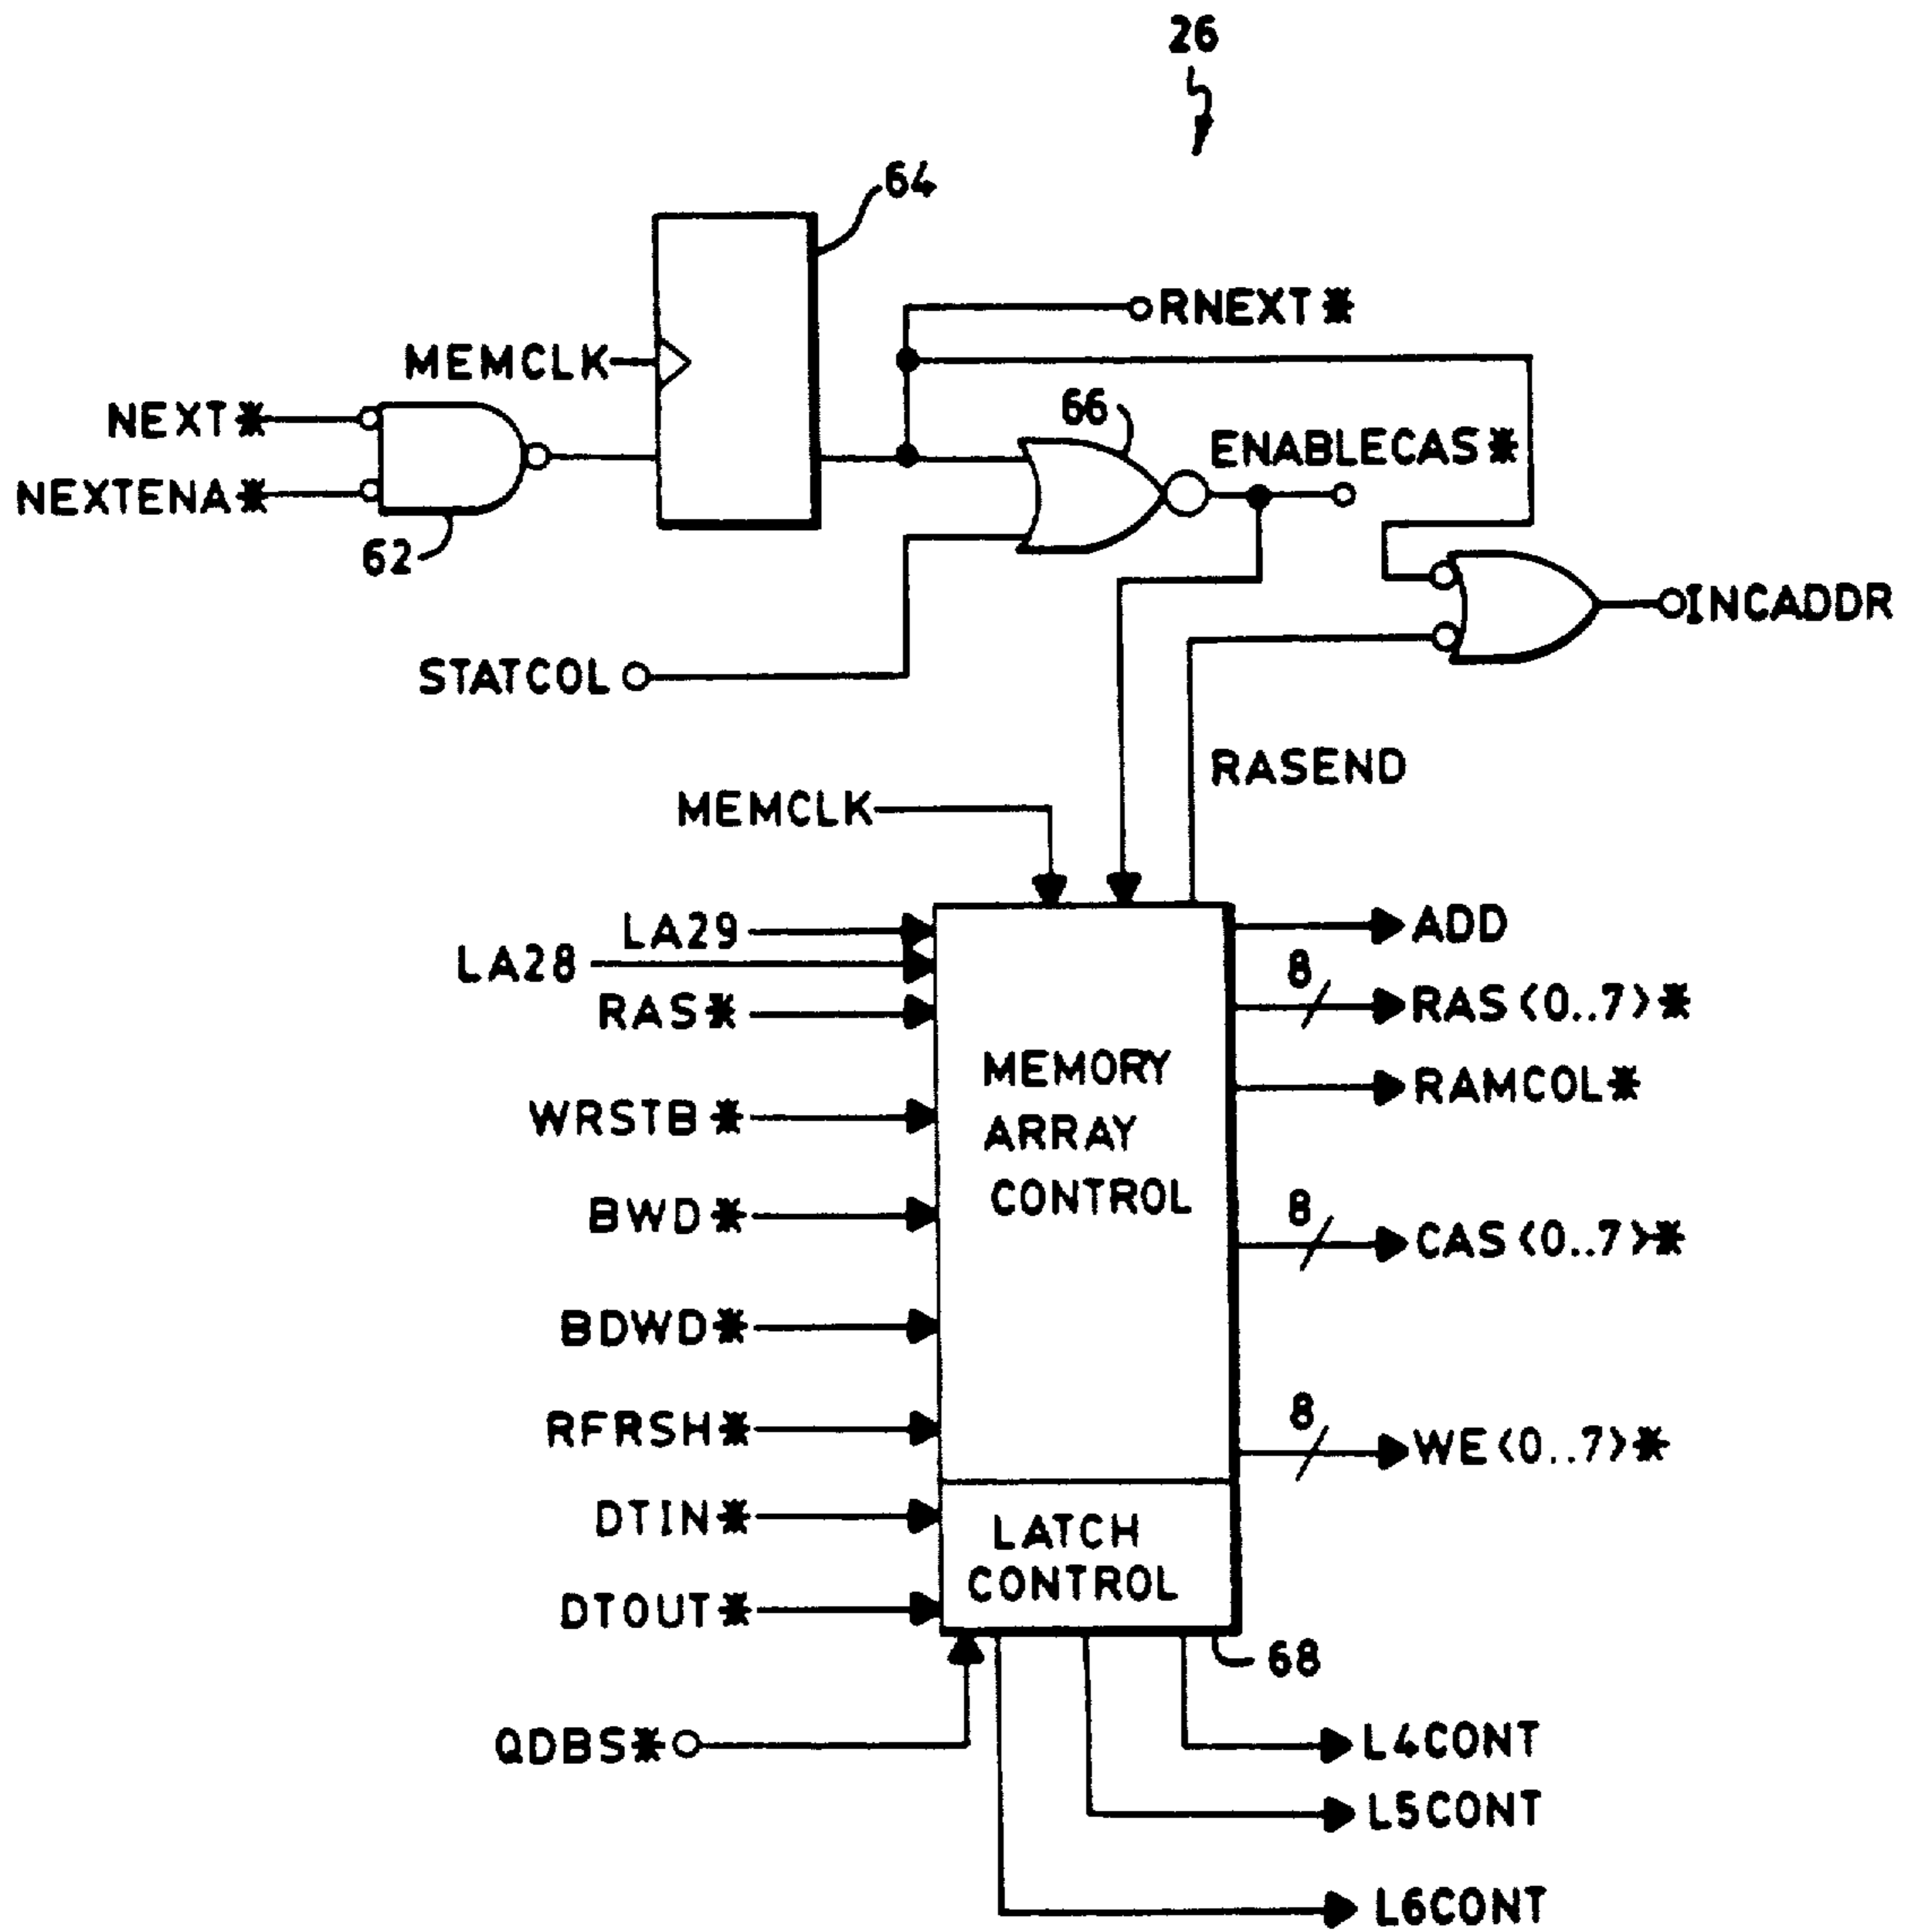 26
64
RNEXT*
MEMCLK
66
NEXT*
ENABLECAS*
NEXTENA*
62
INCADDR
STATCOL
RASEND
MEMCLK
LA29
ADD
LA28
8
RAS*
RAS<0..7>*
MEMORY
ARRAY
CONTROL
RAMCOL*
WRSTB*
BWD*
8
CAS<0..7>*
BDWD*
RFRSH*
8
WE<0..7>*
DTIN*
LATCH
CONTROL
DTOUT*
68
QDBS*
L4CONT
L5CONT
L6CONT